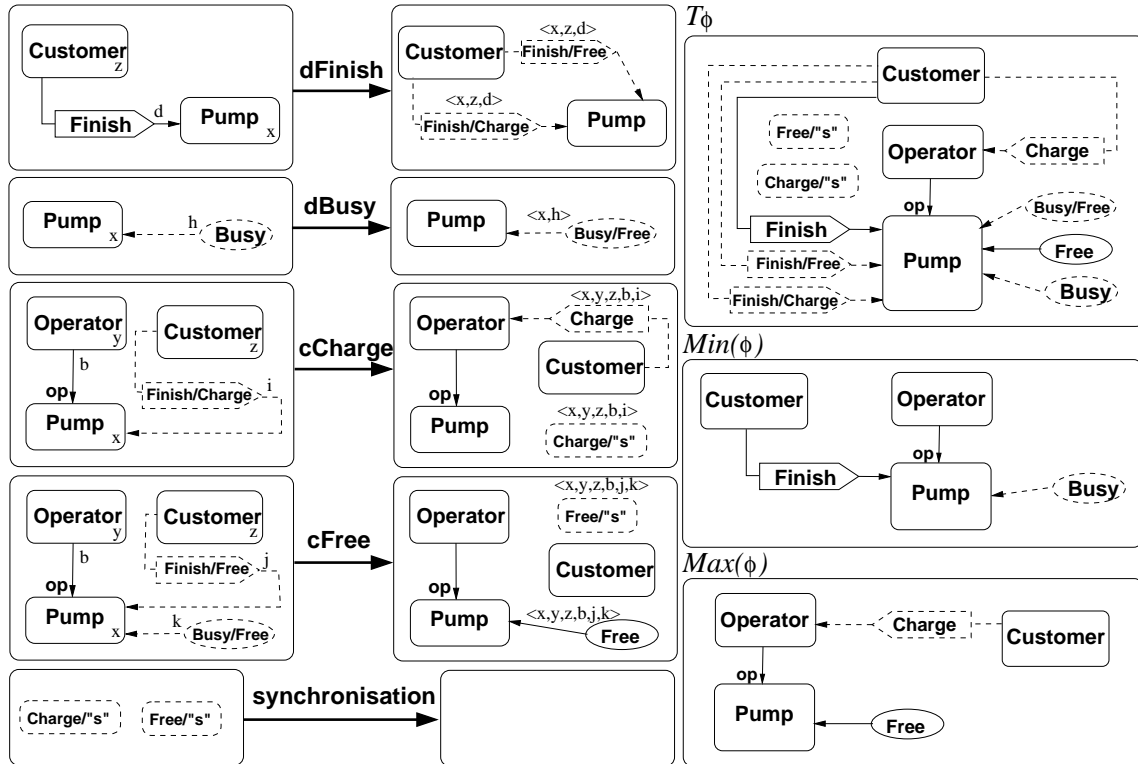 Customer
z
d
Finish
Pump
x
dFinish
<x,z,d>
Customer
Finish/Free
<x,z,d>
Finish/Charge
Pump
Pump
x
h
Busy
dBusy
Pump
<x,h>
Busy/Free
Operator
y
Customer
z
b
op
Finish/Charge
i
Pump
x
cCharge
<x,y,z,b,i>
Operator
Charge
Customer
op
<x,y,z,b,i>
Pump
Charge/"s"
Operator
y
Customer
z
b
op
Finish/Free
j
Pump
x
k
Busy/Free
cFree
<x,y,z,b,j,k>
Operator
Free/"s"
Customer
op
Pump
<x,y,z,b,j,k>
Free
Charge/"s"
Free/"s"
synchronisation
Tϕ
Customer
Free/"s"
Operator
Charge
Charge/"s"
op
Busy/Free
Finish
Pump
Free
Finish/Free
Busy
Finish/Charge
Min(ϕ)
Customer
Operator
op
Finish
Pump
Busy
Max(ϕ)
Operator
Charge
Customer
op
Pump
Free